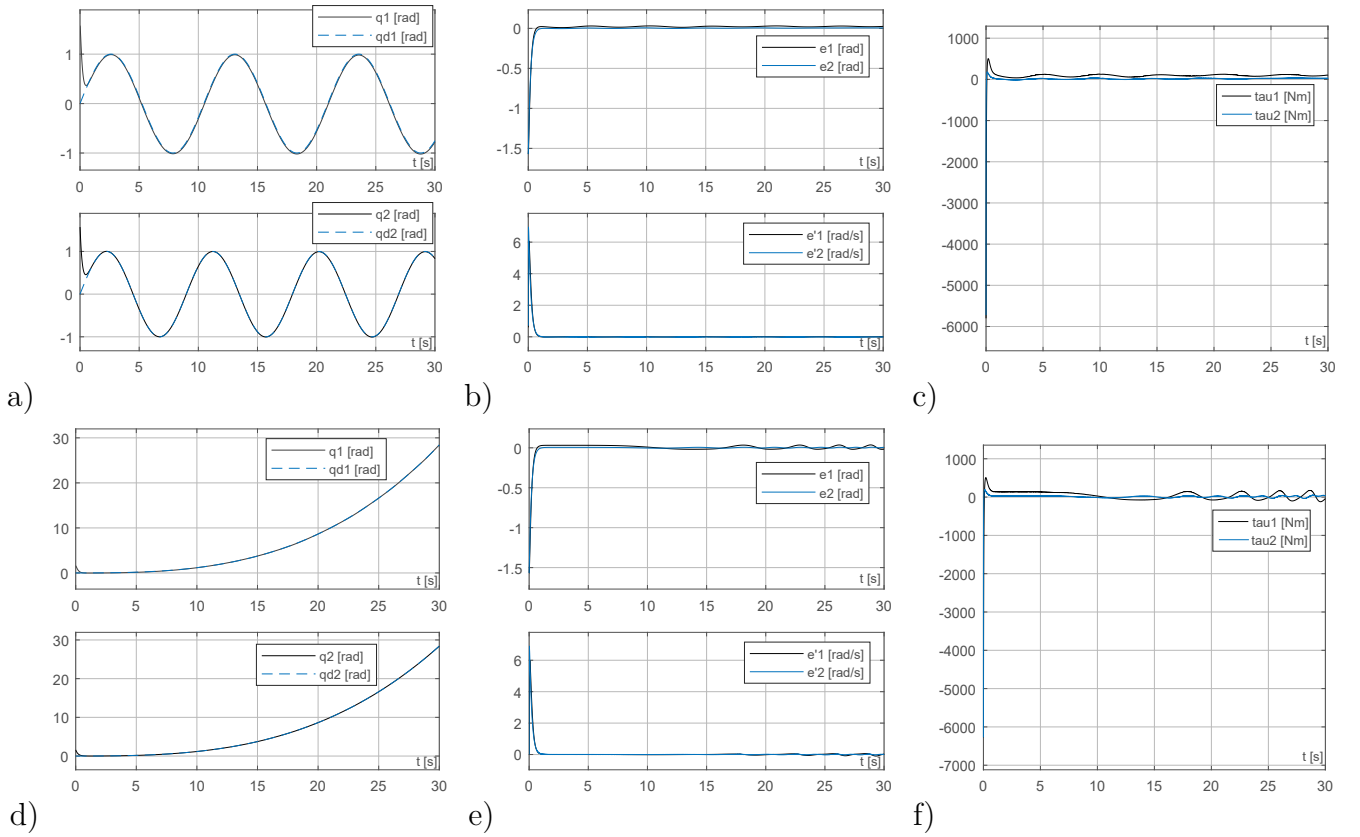 q1 [rad]
qd1 [rad]
1
0
-1
t [s]
0 5 10 15 20 25 30
q2 [rad]
qd2 [rad]
1
0
-1
t [s]
0 5 10 15 20 25 30
a)
0
-0.5
-1
-1.5
e1 [rad]
e2 [rad]
t [s]
0 5 10 15 20 25 30
6
4
2
0
e'1 [rad/s]
e'2 [rad/s]
t [s]
0 5 10 15 20 25 30
b)
1000
0
-1000
-2000
-3000
-4000
-5000
-6000
tau1 [Nm]
tau2 [Nm]
t [s]
0 5 10 15 20 25 30
c)
30
20
10
0
q1 [rad]
qd1 [rad]
t [s]
0 5 10 15 20 25 30
30
20
10
0
q2 [rad]
qd2 [rad]
t [s]
0 5 10 15 20 25 30
d)
0
-0.5
-1
-1.5
e1 [rad]
e2 [rad]
t [s]
0 5 10 15 20 25 30
6
4
2
0
e'1 [rad/s]
e'2 [rad/s]
t [s]
0 5 10 15 20 25 30
e)
1000
0
-1000
-2000
-3000
-4000
-5000
-6000
-7000
tau1 [Nm]
tau2 [Nm]
t [s]
0 5 10 15 20 25 30
f)